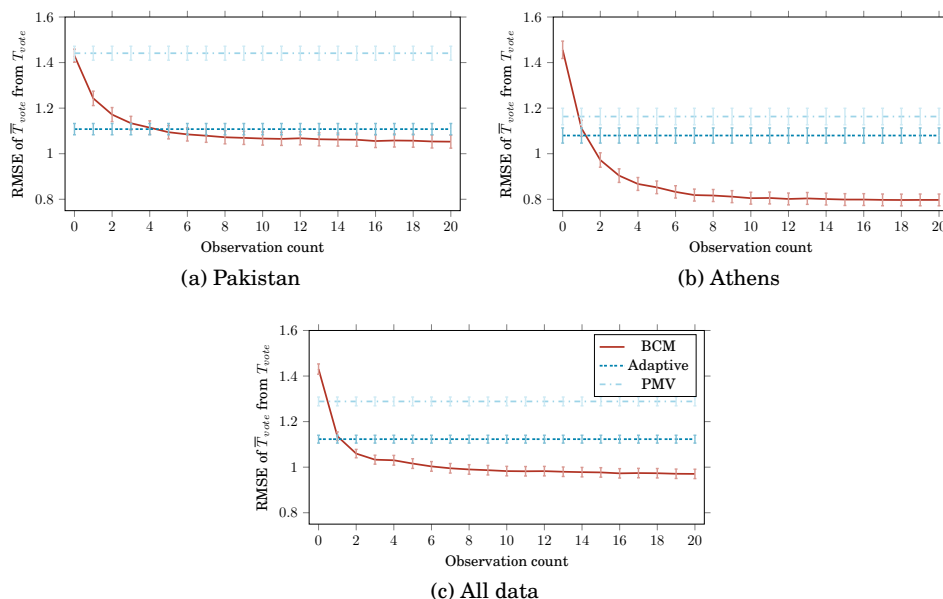 1.6
1.4
1.2
1
0.8
RMSE of T̅vote from Tvote
0 2 4 6 8 10 12 14 16 18 20
Observation count
(a) Pakistan
1.6
1.4
1.2
1
0.8
RMSE of T̅vote from Tvote
0 2 4 6 8 10 12 14 16 18 20
Observation count
(b) Athens
1.6
1.4
1.2
1
0.8
RMSE of T̅vote from Tvote
BCM
Adaptive
PMV
0 2 4 6 8 10 12 14 16 18 20
Observation count
(c) All data